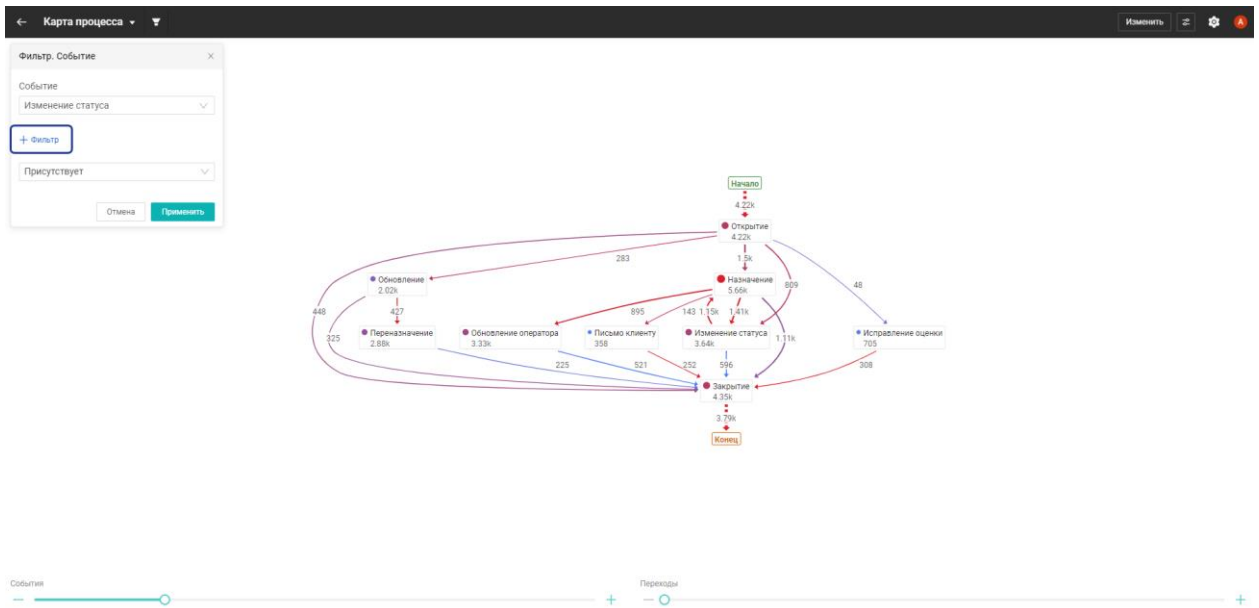 Карта процесса
Изменить
А
Фильтр. Событие
Событие
Изменение статуса
+ Фильтр
Присутствует
Отмена Применить
Начало
4.22k
Открытие
4.22k
283
1.5k
Обновление
2.02k
Назначение
5.66k
809
48
448
427
895
143 1.15k 1.41k
325
Переназначение
2.88k
Обновление оператора
3.33k
Письмо клиенту
358
Изменение статуса
3.64k
1.11k
Исправление оценки
705
225
521
252
596
308
Закрытие
4.35k
3.79k
Конец
События
Переходы